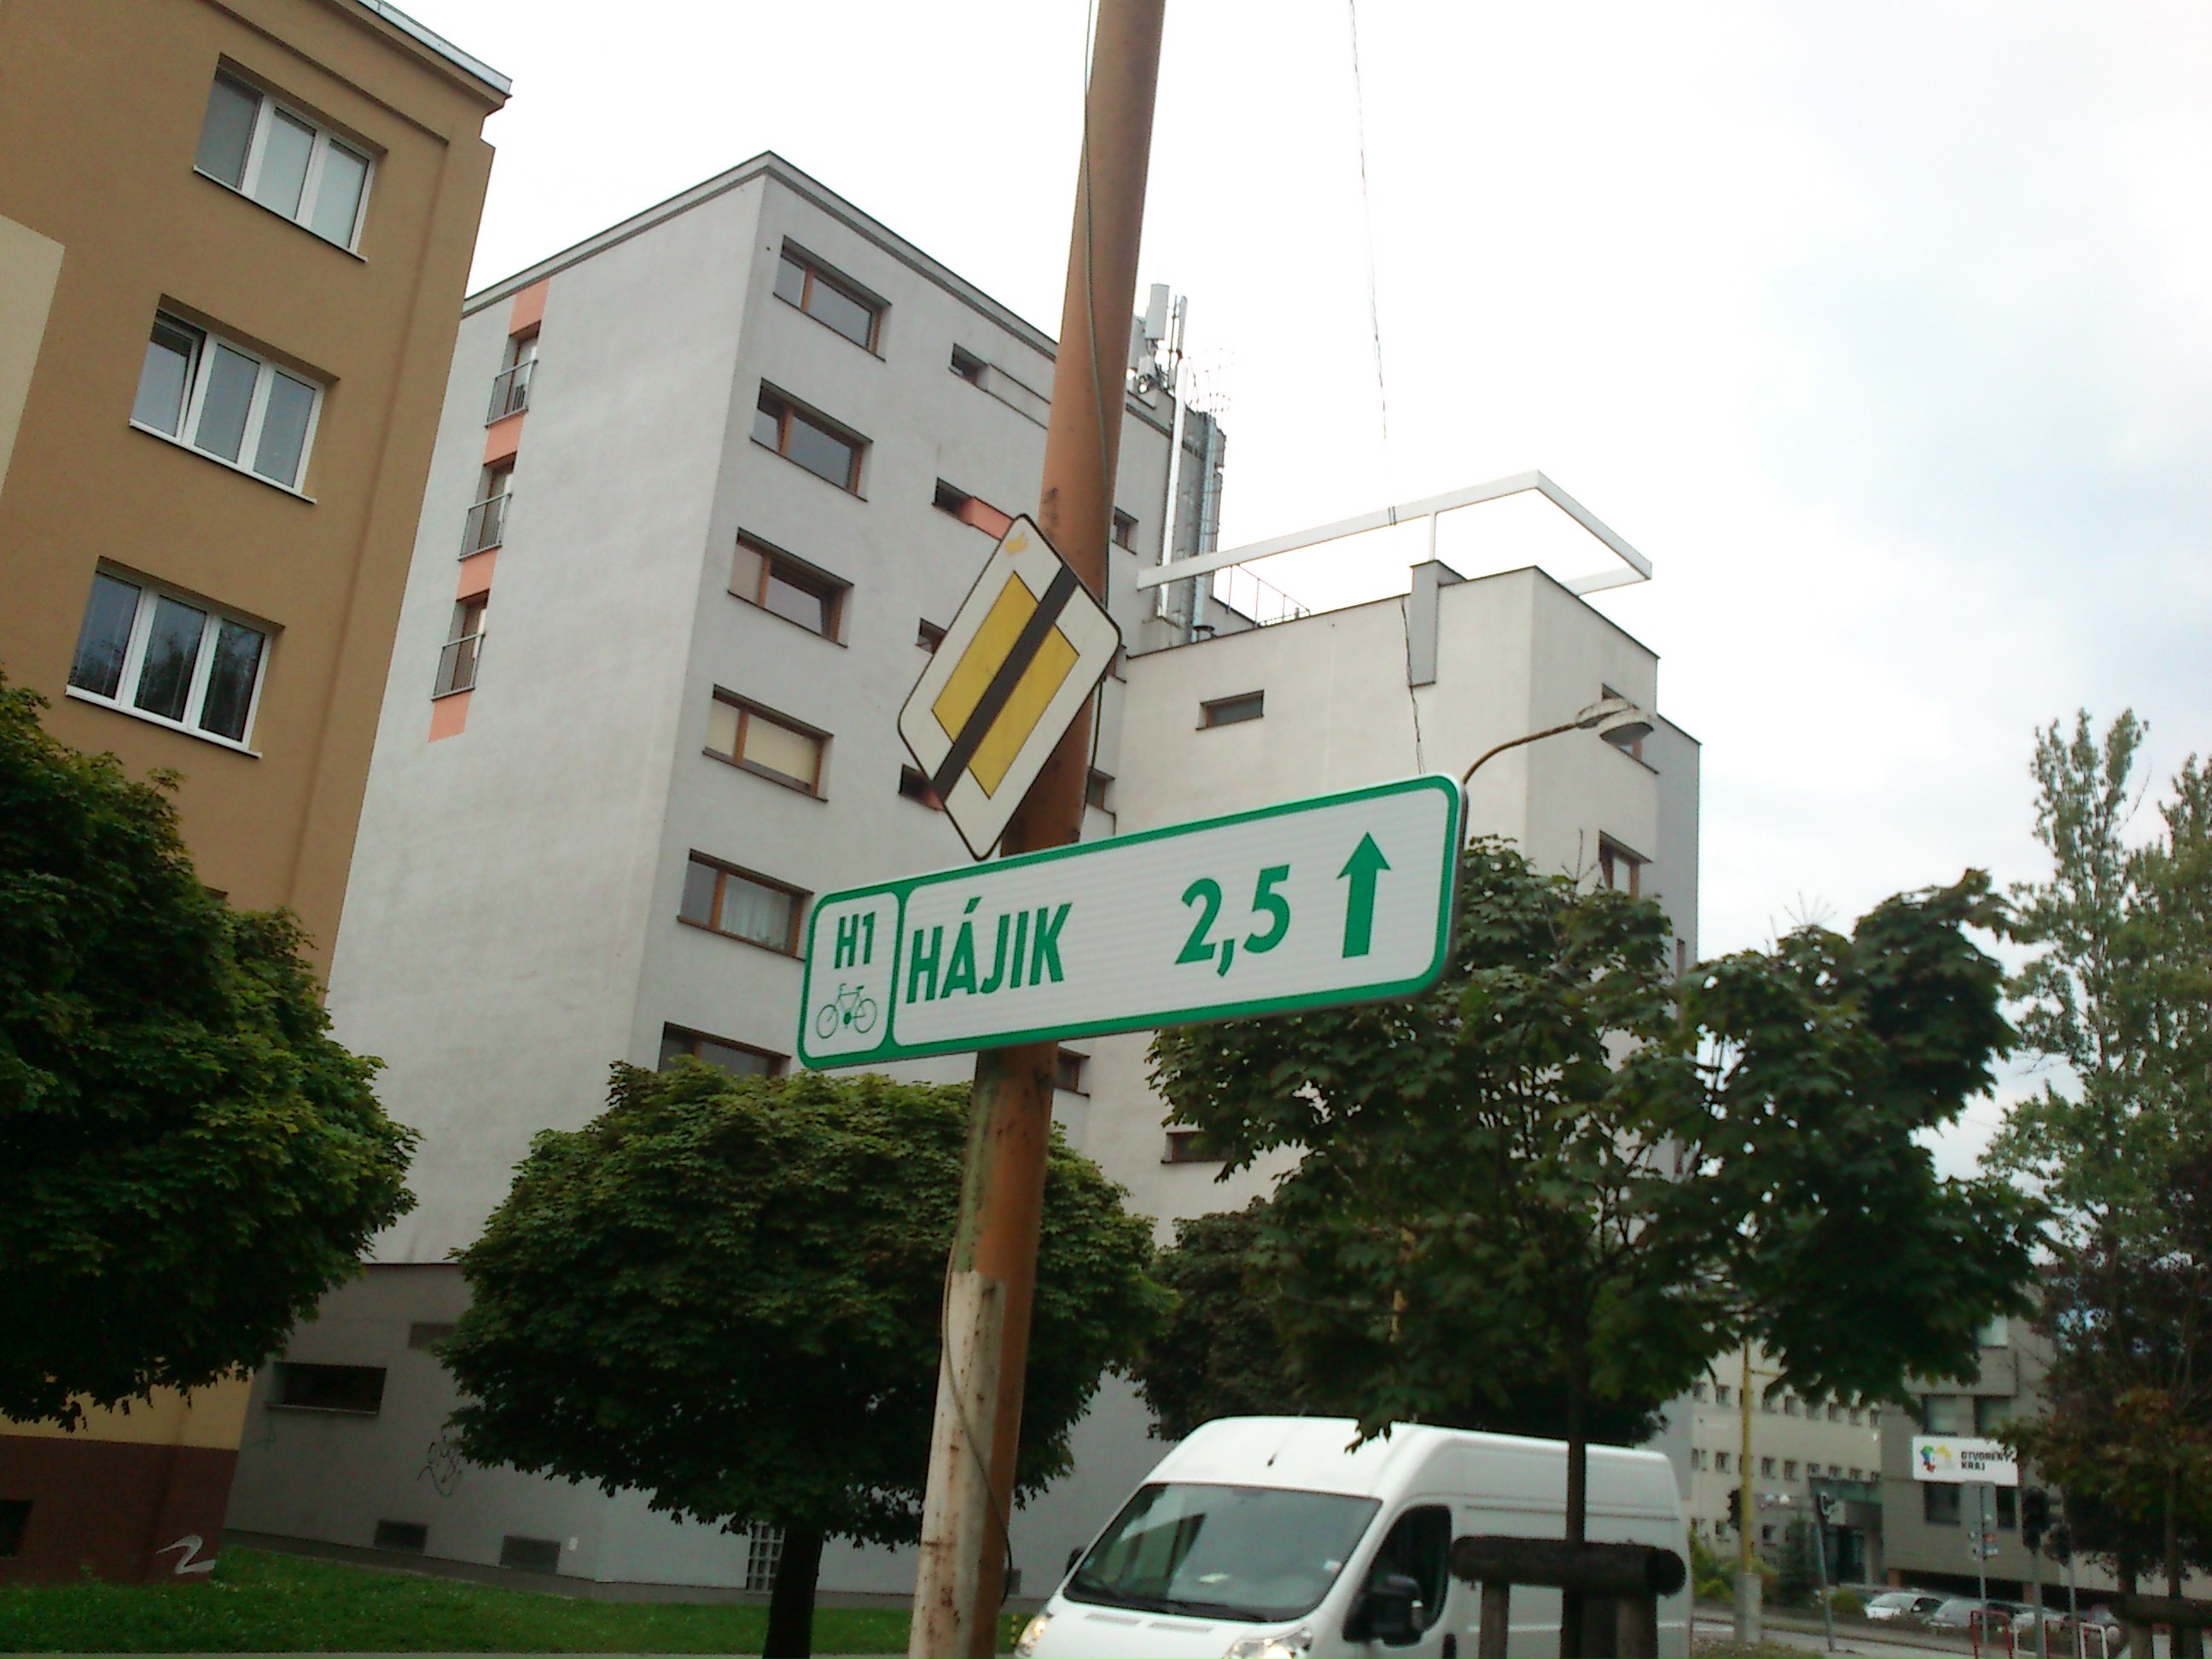 H1
HÁJIK 2,5
OTVORENÝ
KRAJ